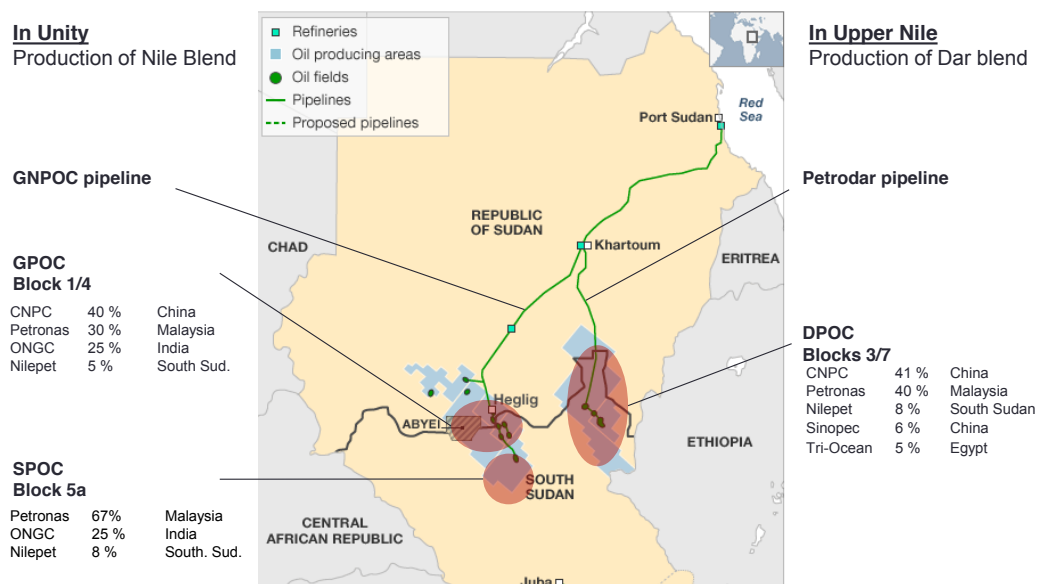 In Unity
Production of Nile Blend
GNPOC pipeline
GPOC
Block 1/4
CNPC 40 % China
Petronas 30 % Malaysia
ONGC 25 % India
Nilepet 5 % South Sud.
SPOC
Block 5a
Petronas 67% Malaysia
ONGC 25 % India
Nilepet 8 % South. Sud.
Refineries
Oil producing areas
Oil fields
Pipelines
Proposed pipelines
Port Sudan
Red
Sea
REPUBLIC
OF SUDAN
Khartoum
CHAD
ERITREA
Heglig
ABYEI
ETHIOPIA
SOUTH
SUDAN
CENTRAL
AFRICAN REPUBLIC
Juba
In Upper Nile
Production of Dar blend
Petrodar pipeline
DPOC
Blocks 3/7
CNPC 41 % China
Petronas 40 % Malaysia
Nilepet 8 % South Sudan
Sinopec 6 % China
Tri-Ocean 5 % Egypt